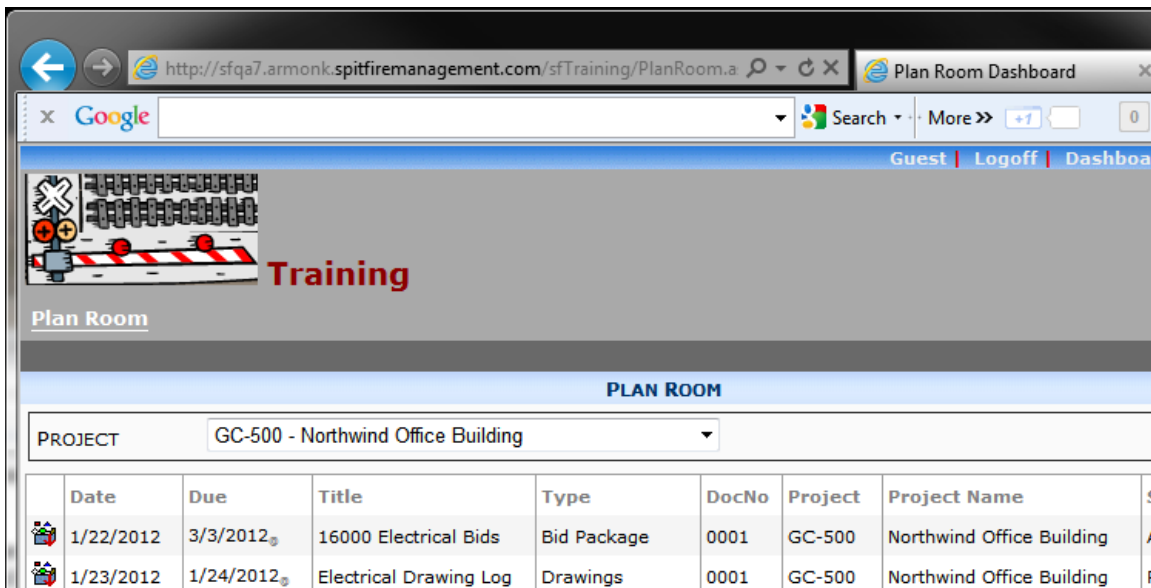 http://sfqa7.armonk.spitfiremanagement.com/sfTraining/PlanRoom.a Plan Room Dashboard
x Google Search More >> +1 0
Guest | Logoff | Dashboa
Training
Plan Room
PLAN ROOM
PROJECT GC-500 - Northwind Office Building
Date Due Title Type DocNo Project Project Name
1/22/2012 3/3/2012@ 16000 Electrical Bids Bid Package 0001 GC-500 Northwind Office Building
1/23/2012 1/24/2012@ Electrical Drawing Log Drawings 0001 GC-500 Northwind Office Building